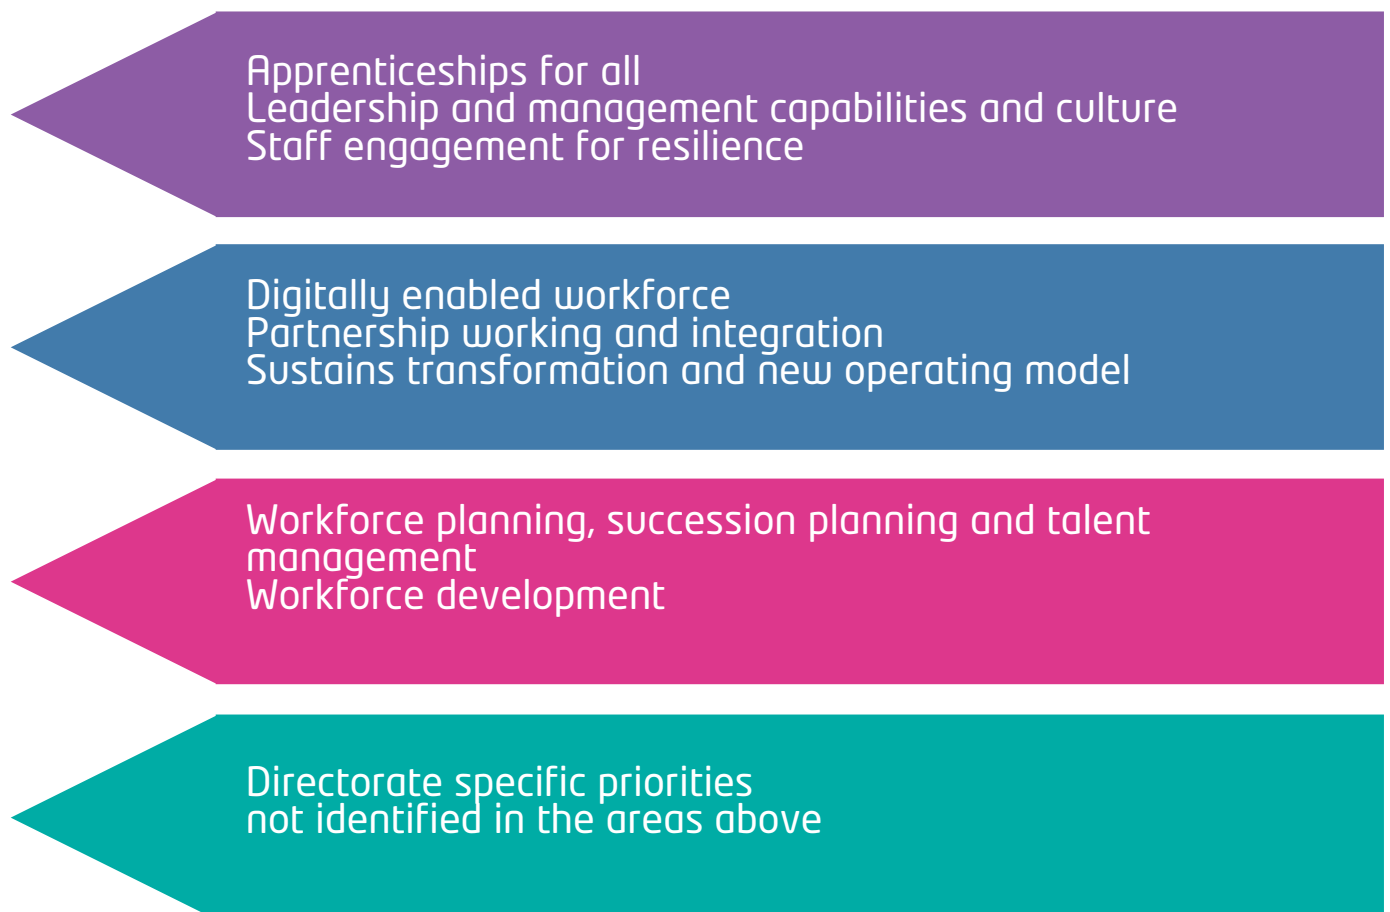 Apprenticeships for all
Leadership and management capabilities and culture
Staff engagement for resilience
Digitally enabled workforce
Partnership working and integration
Sustains transformation and new operating model
Workforce planning, succession planning and talent
management
Workforce development
Directorate specific priorities
not identified in the areas above